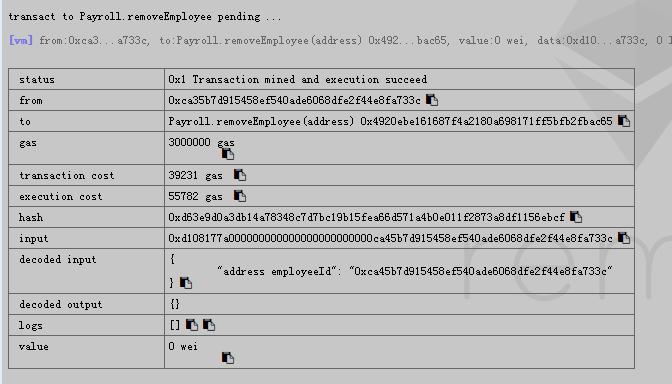 transact to Payroll.removeEmployee pending ...
[vm] from:0xca3...a733c, to:Payroll.removeEmployee(address) 0x492...bac65, value:0 wei, data:0xd10...a733c, 0 l
status 0x1 Transaction mined and execution succeed
from 0xca35b7d915458ef540ade6068dfe2f44e8fa733c
to Payroll.removeEmployee(address) 0x4920ebe161687f4a2180a698171ff5bfb2fbac65
gas 3000000 gas
transaction cost 39231 gas
execution cost 55782 gas
hash 0xd63e9d0a3db14a78348c7d7bc19b15fea66d571a4b0e011f2873a8df1156ebcf
input 0xd108177a000000000000000000000000ca45b7d915458ef540ade6068dfe2f44e8fa733c
decoded input {
"address employeeId": "0xca45b7d915458ef540ade6068dfe2f44e8fa733c"
}
decoded output {}
logs []
value 0 wei
rem